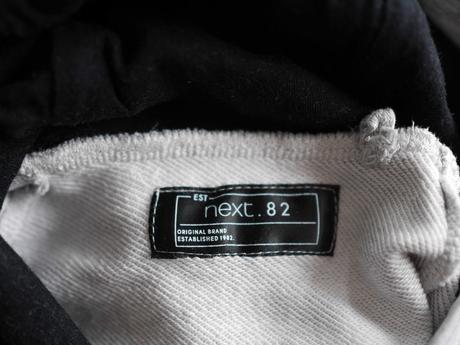 EST
next.82
ORIGINAL BRAND
ESTABLISHED 1982.